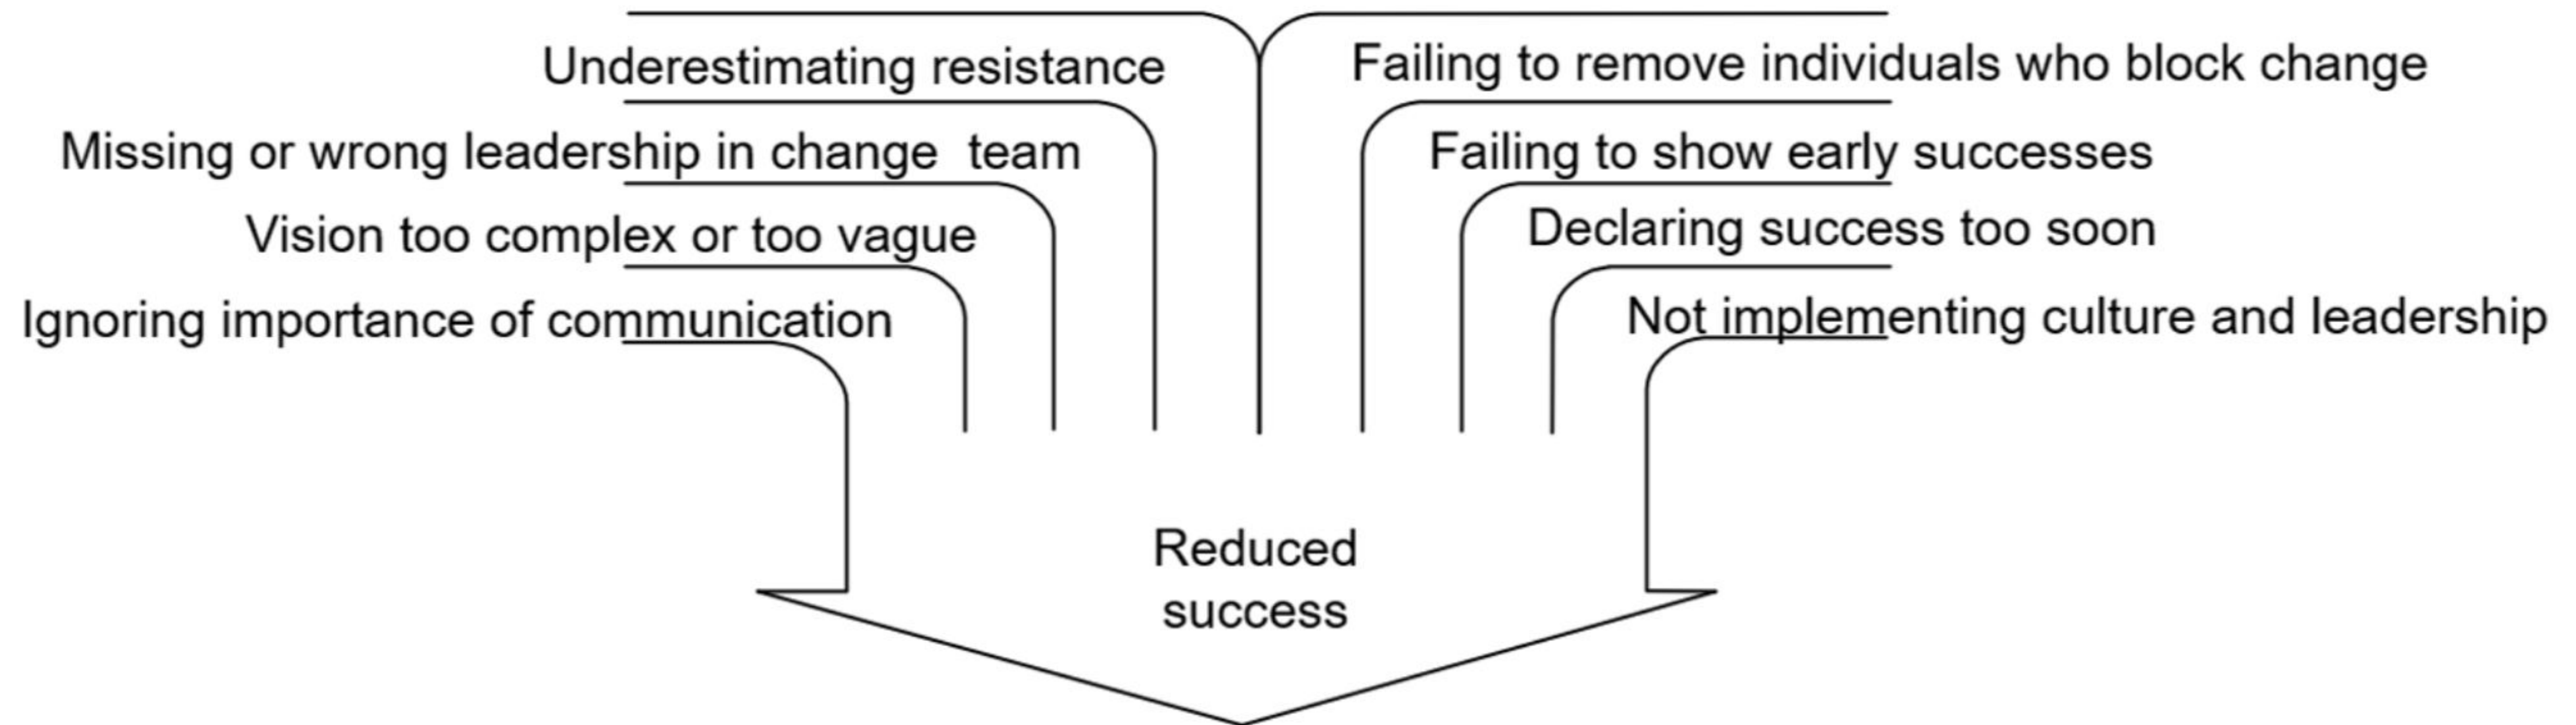 Underestimating resistance
Missing or wrong leadership in change team
Vision too complex or too vague
Ignoring importance of communication
Failing to remove individuals who block change
Failing to show early successes
Declaring success too soon
Not implementing culture and leadership
Reduced
success